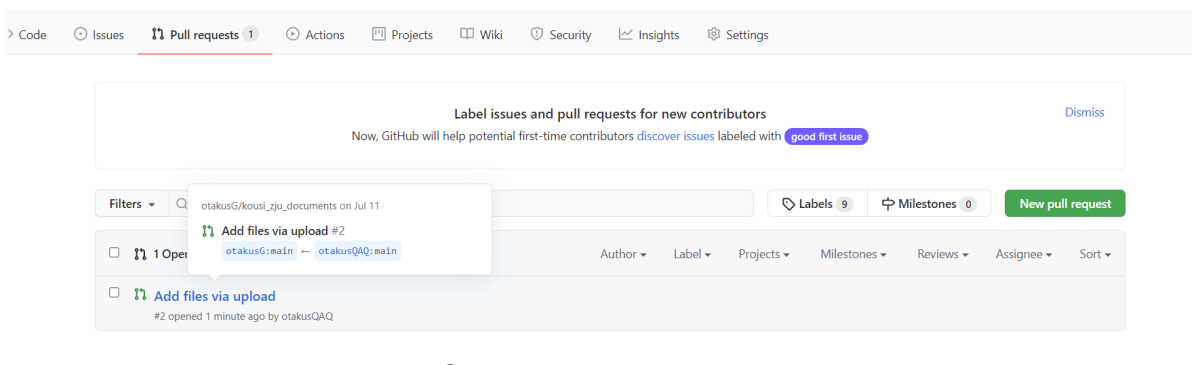 Code Issues Pull requests 1 Actions Projects Wiki Security Insights Settings
Label issues and pull requests for new contributors
Dismiss
Now, GitHub will help potential first-time contributors discover issues labeled with good first issue
Filters
Labels 9 Milestones 0 New pull request
otakusG/kousi_zju_documents on Jul 11
Add files via upload #2
otakusG:main ← otakusQAQ:main
1 Open Author Label Projects Milestones Reviews Assignee Sort
Add files via upload
#2 opened 1 minute ago by otakusQAQ